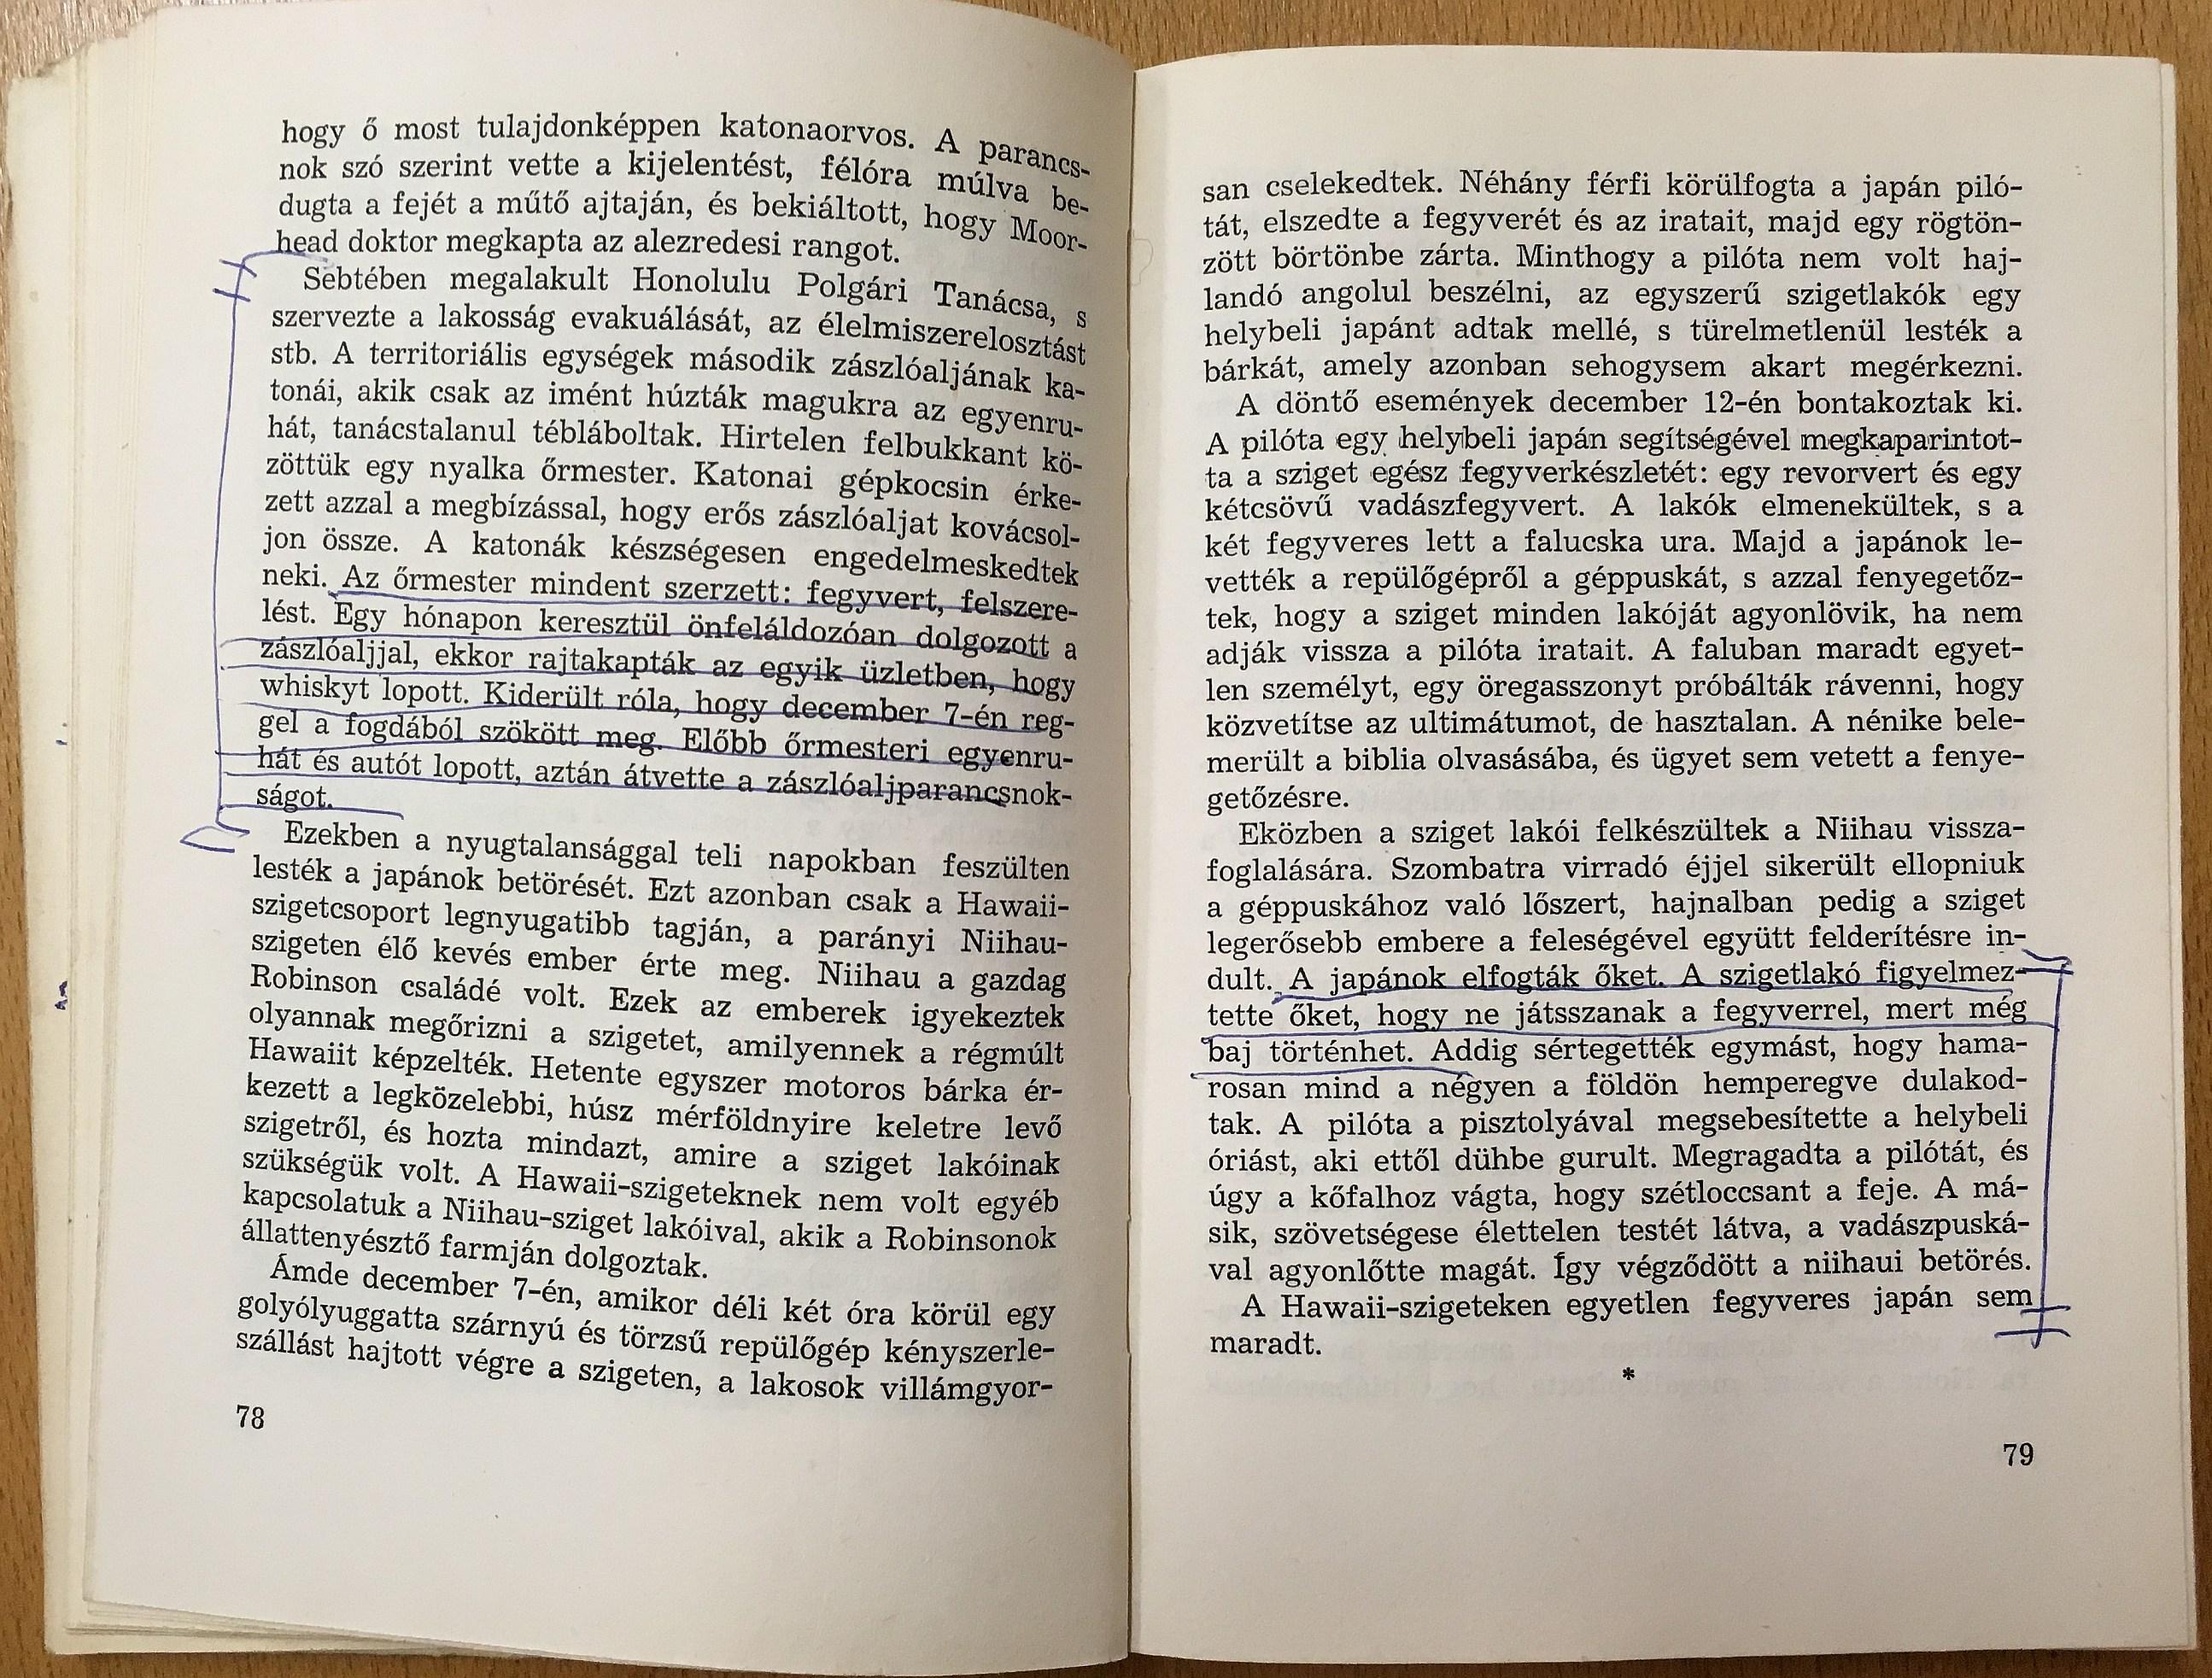 hogy ő most tulajdonképpen katonaorvos. A parancs-
nok szó szerint vette a kijelentést, félóra múlva be-
dugta a fejét a műtő ajtaján, és bekiáltott, hogy Moor-
head doktor megkapta az alezredesi rangot.
Sebtében megalakult Honolulu Polgári Tanácsa, s
szervezte a lakosság evakuálását, az élelmiszerelosztást
stb. A territoriális egységek második zászlóaljának ka-
tonái, akik csak az imént húzták magukra az egyenru-
hát, tanácstalanul tébláboltak. Hirtelen felbukkant kö-
zöttük egy nyalka őrmester. Katonai gépkocsin érke-
zett azzal a megbízással, hogy erős zászlóaljat kovácsol-
jon össze. A katonák készségesen engedelmeskedtek
neki. Az őrmester mindent szerzett: fegyvert, felszere-
lést. Egy hónapon keresztül önfeláldozóan dolgozott a
zászlóaljjal, ekkor rajtakapták az egyik üzletben, hogy
whiskyt lopott. Kiderült róla, hogy december 7-én reg-
gel a fogdából szökött meg. Előbb őrmesteri egyenru-
hát és autót lopott, aztán átvette a zászlóaljparancsnok-
ságot.
Ezekben a nyugtalansággal teli napokban feszülten
lesték a japánok betörését. Ezt azonban csak a Hawaii-
szigetcsoport legnyugatibb tagján, a parányi Niihau-
szigeten élő kevés ember érte meg. Niihau a gazdag
Robinson családé volt. Ezek az emberek igyekeztek
olyannak megőrizni a szigetet, amilyennek a régmúlt
Hawaiit képzelték. Hetente egyszer motoros bárka ér-
kezett a legközelebbi, húsz mérföldnyire keletre levő
szigetről, és hozta mindazt, amire a sziget lakóinak
szükségük volt. A Hawaii-szigeteknek nem volt egyéb
kapcsolatuk a Niihau-sziget lakóival, akik a Robinsonok
állattenyésztő farmján dolgoztak.
Ámde december 7-én, amikor déli két óra körül egy
golyólyuggatta szárnyú és törzsű repülőgép kényszerle-
szállást hajtott végre a szigeten, a lakosok villámgyor-
78
san cselekedtek. Néhány férfi körülfogta a japán piló-
tát, elszedte a fegyverét és az iratait, majd egy rögtön-
zött börtönbe zárta. Minthogy a pilóta nem volt haj-
landó angolul beszélni, az egyszerű szigetlakók egy
helybeli japánt adtak mellé, s türelmetlenül lesték a
bárkát, amely azonban sehogysem akart megérkezni.
A döntő események december 12-én bontakoztak ki.
A pilóta egy helybeli japán segítségével megkaparintot-
ta a sziget egész fegyverkészletét: egy revorvert és egy
kétcsövű vadászfegyvert. A lakók elmenekültek, s a
két fegyveres lett a falucska ura. Majd a japánok le-
vették a repülőgépről a géppuskát, s azzal fenyegetőz-
tek, hogy a sziget minden lakóját agyonlövik, ha nem
adják vissza a pilóta iratait. A faluban maradt egyet-
len személyt, egy öregasszonyt próbálták rávenni, hogy
közvetítse az ultimátumot, de hasztalan. A nénike bele-
merült a biblia olvasásába, és ügyet sem vetett a fenye-
getőzésre.
Eközben a sziget lakói felkészültek a Niihau vissza-
foglalására. Szombatra virradó éjjel sikerült ellopniuk
a géppuskához való lőszert, hajnalban pedig a sziget
legerősebb embere a feleségével együtt felderítésre in-
dult. A japánok elfogták őket. A szigetlakó figyelmez-
tette őket, hogy ne játsszanak a fegyverrel, mert még
baj történhet. Addig sértegették egymást, hogy hama-
rosan mind a négyen a földön hemperegve dulakod-
tak. A pilóta a pisztolyával megsebesítette a helybeli
óriást, aki ettől dühbe gurult. Megragadta a pilótát, és
úgy a kőfalhoz vágta, hogy szétloccsant a feje. A má-
sik, szövetségese élettelen testét látva, a vadászpuská-
val agyonlőtte magát. Így végződött a niihaui betörés.
A Hawaii-szigeteken egyetlen fegyveres japán sem
maradt.
*
79